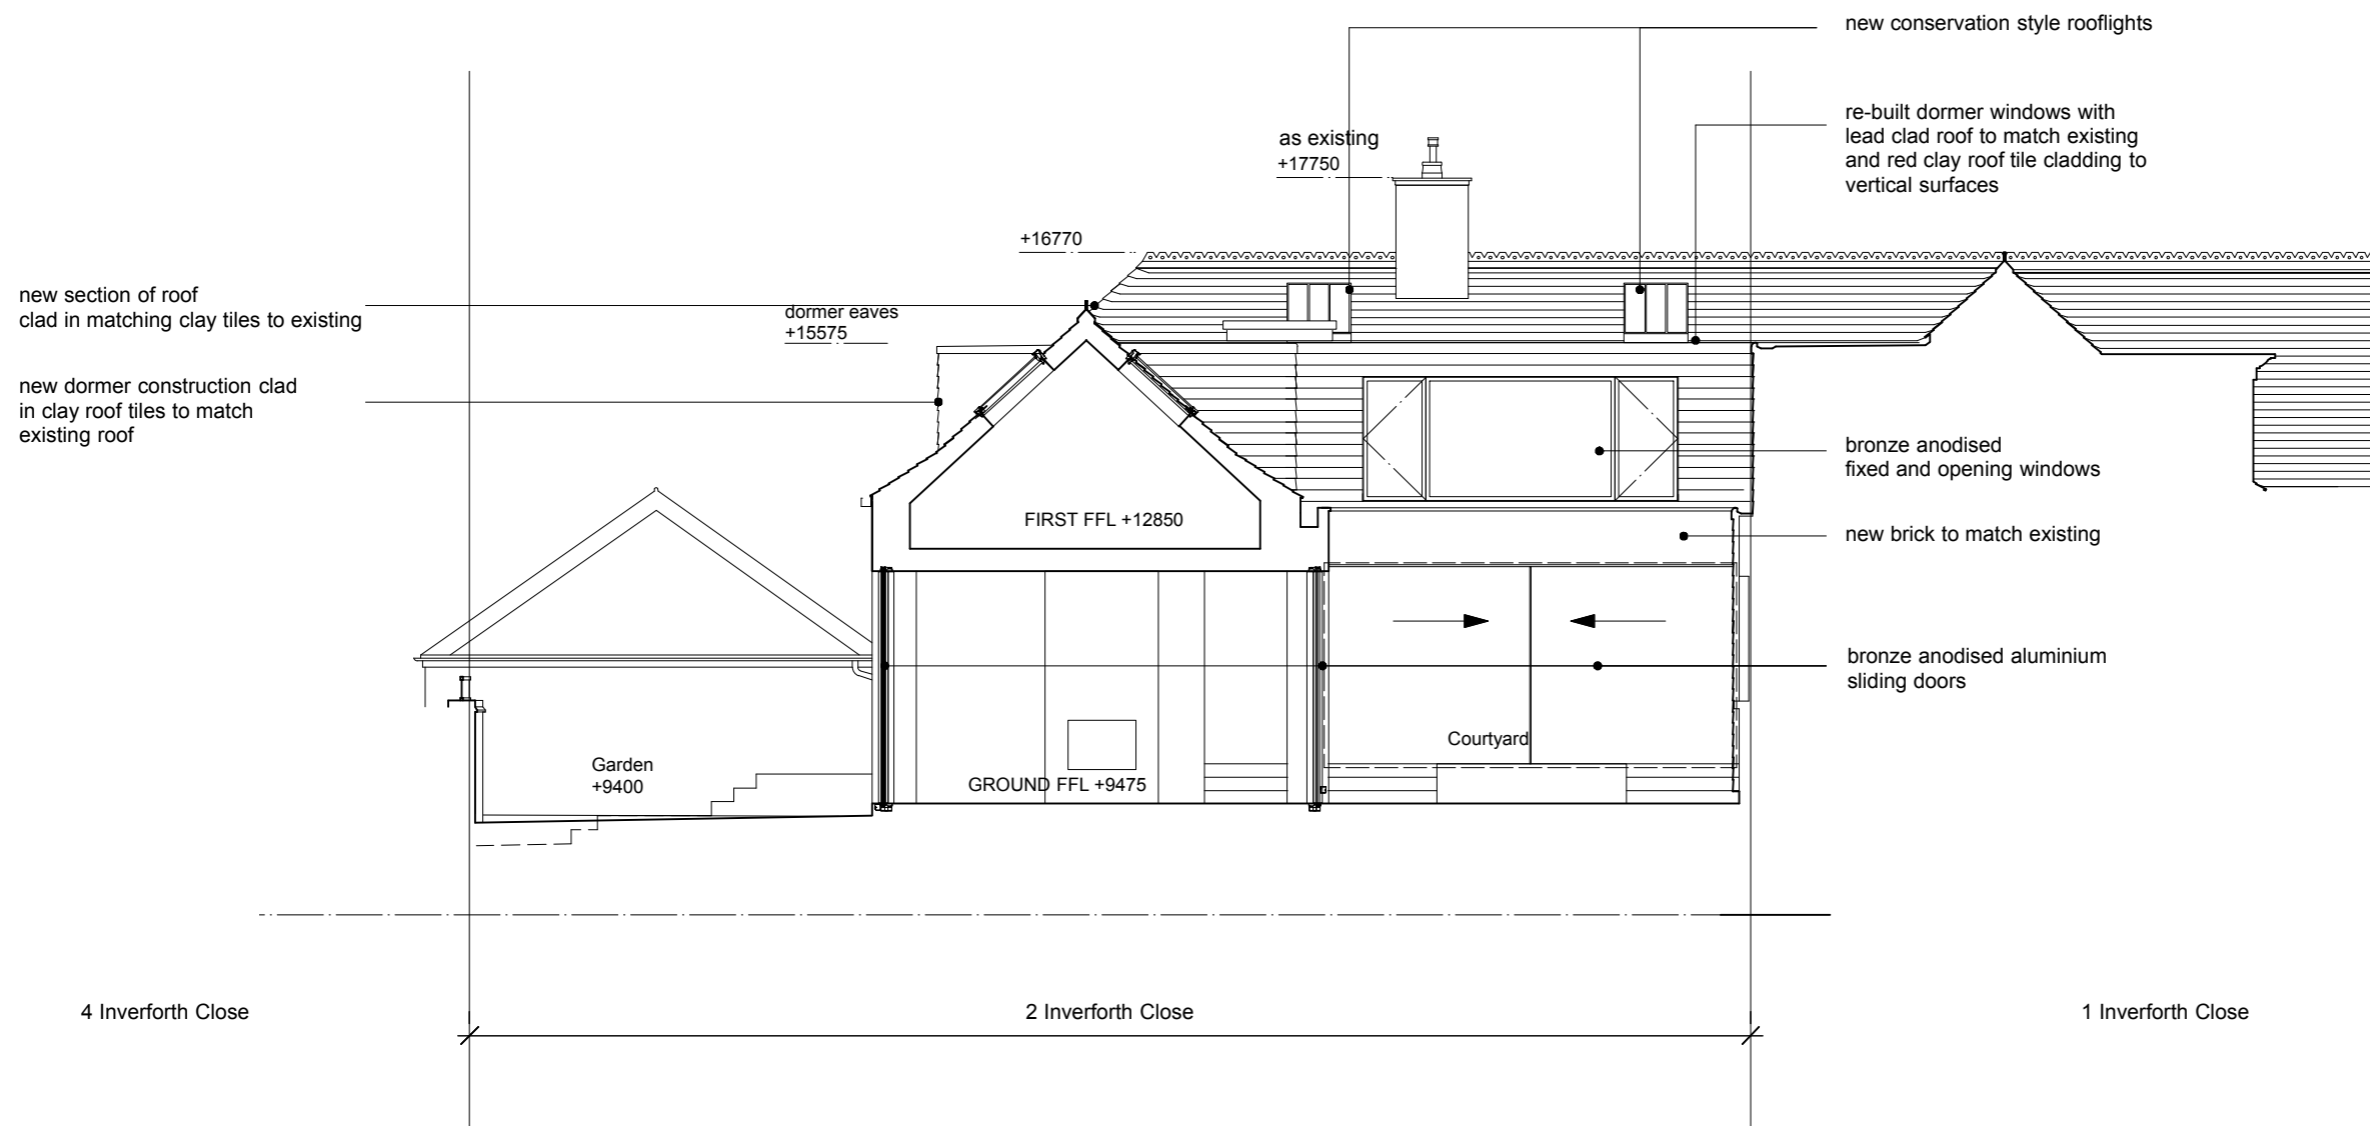 new conservation style rooflights
re-built dormer windows with
lead clad roof to match existing
and red clay roof tile cladding to
vertical surfaces
as existing
+17750
+16770
new section of roof
clad in matching clay tiles to existing
dormer eaves
+15575
new dormer construction clad
in clay roof tiles to match
existing roof
bronze anodised
fixed and opening windows
FIRST FFL +12850
new brick to match existing
bronze anodised aluminium
sliding doors
Courtyard
Garden
+9400
GROUND FFL +9475
4 Inverforth Close
2 Inverforth Close
1 Inverforth Close